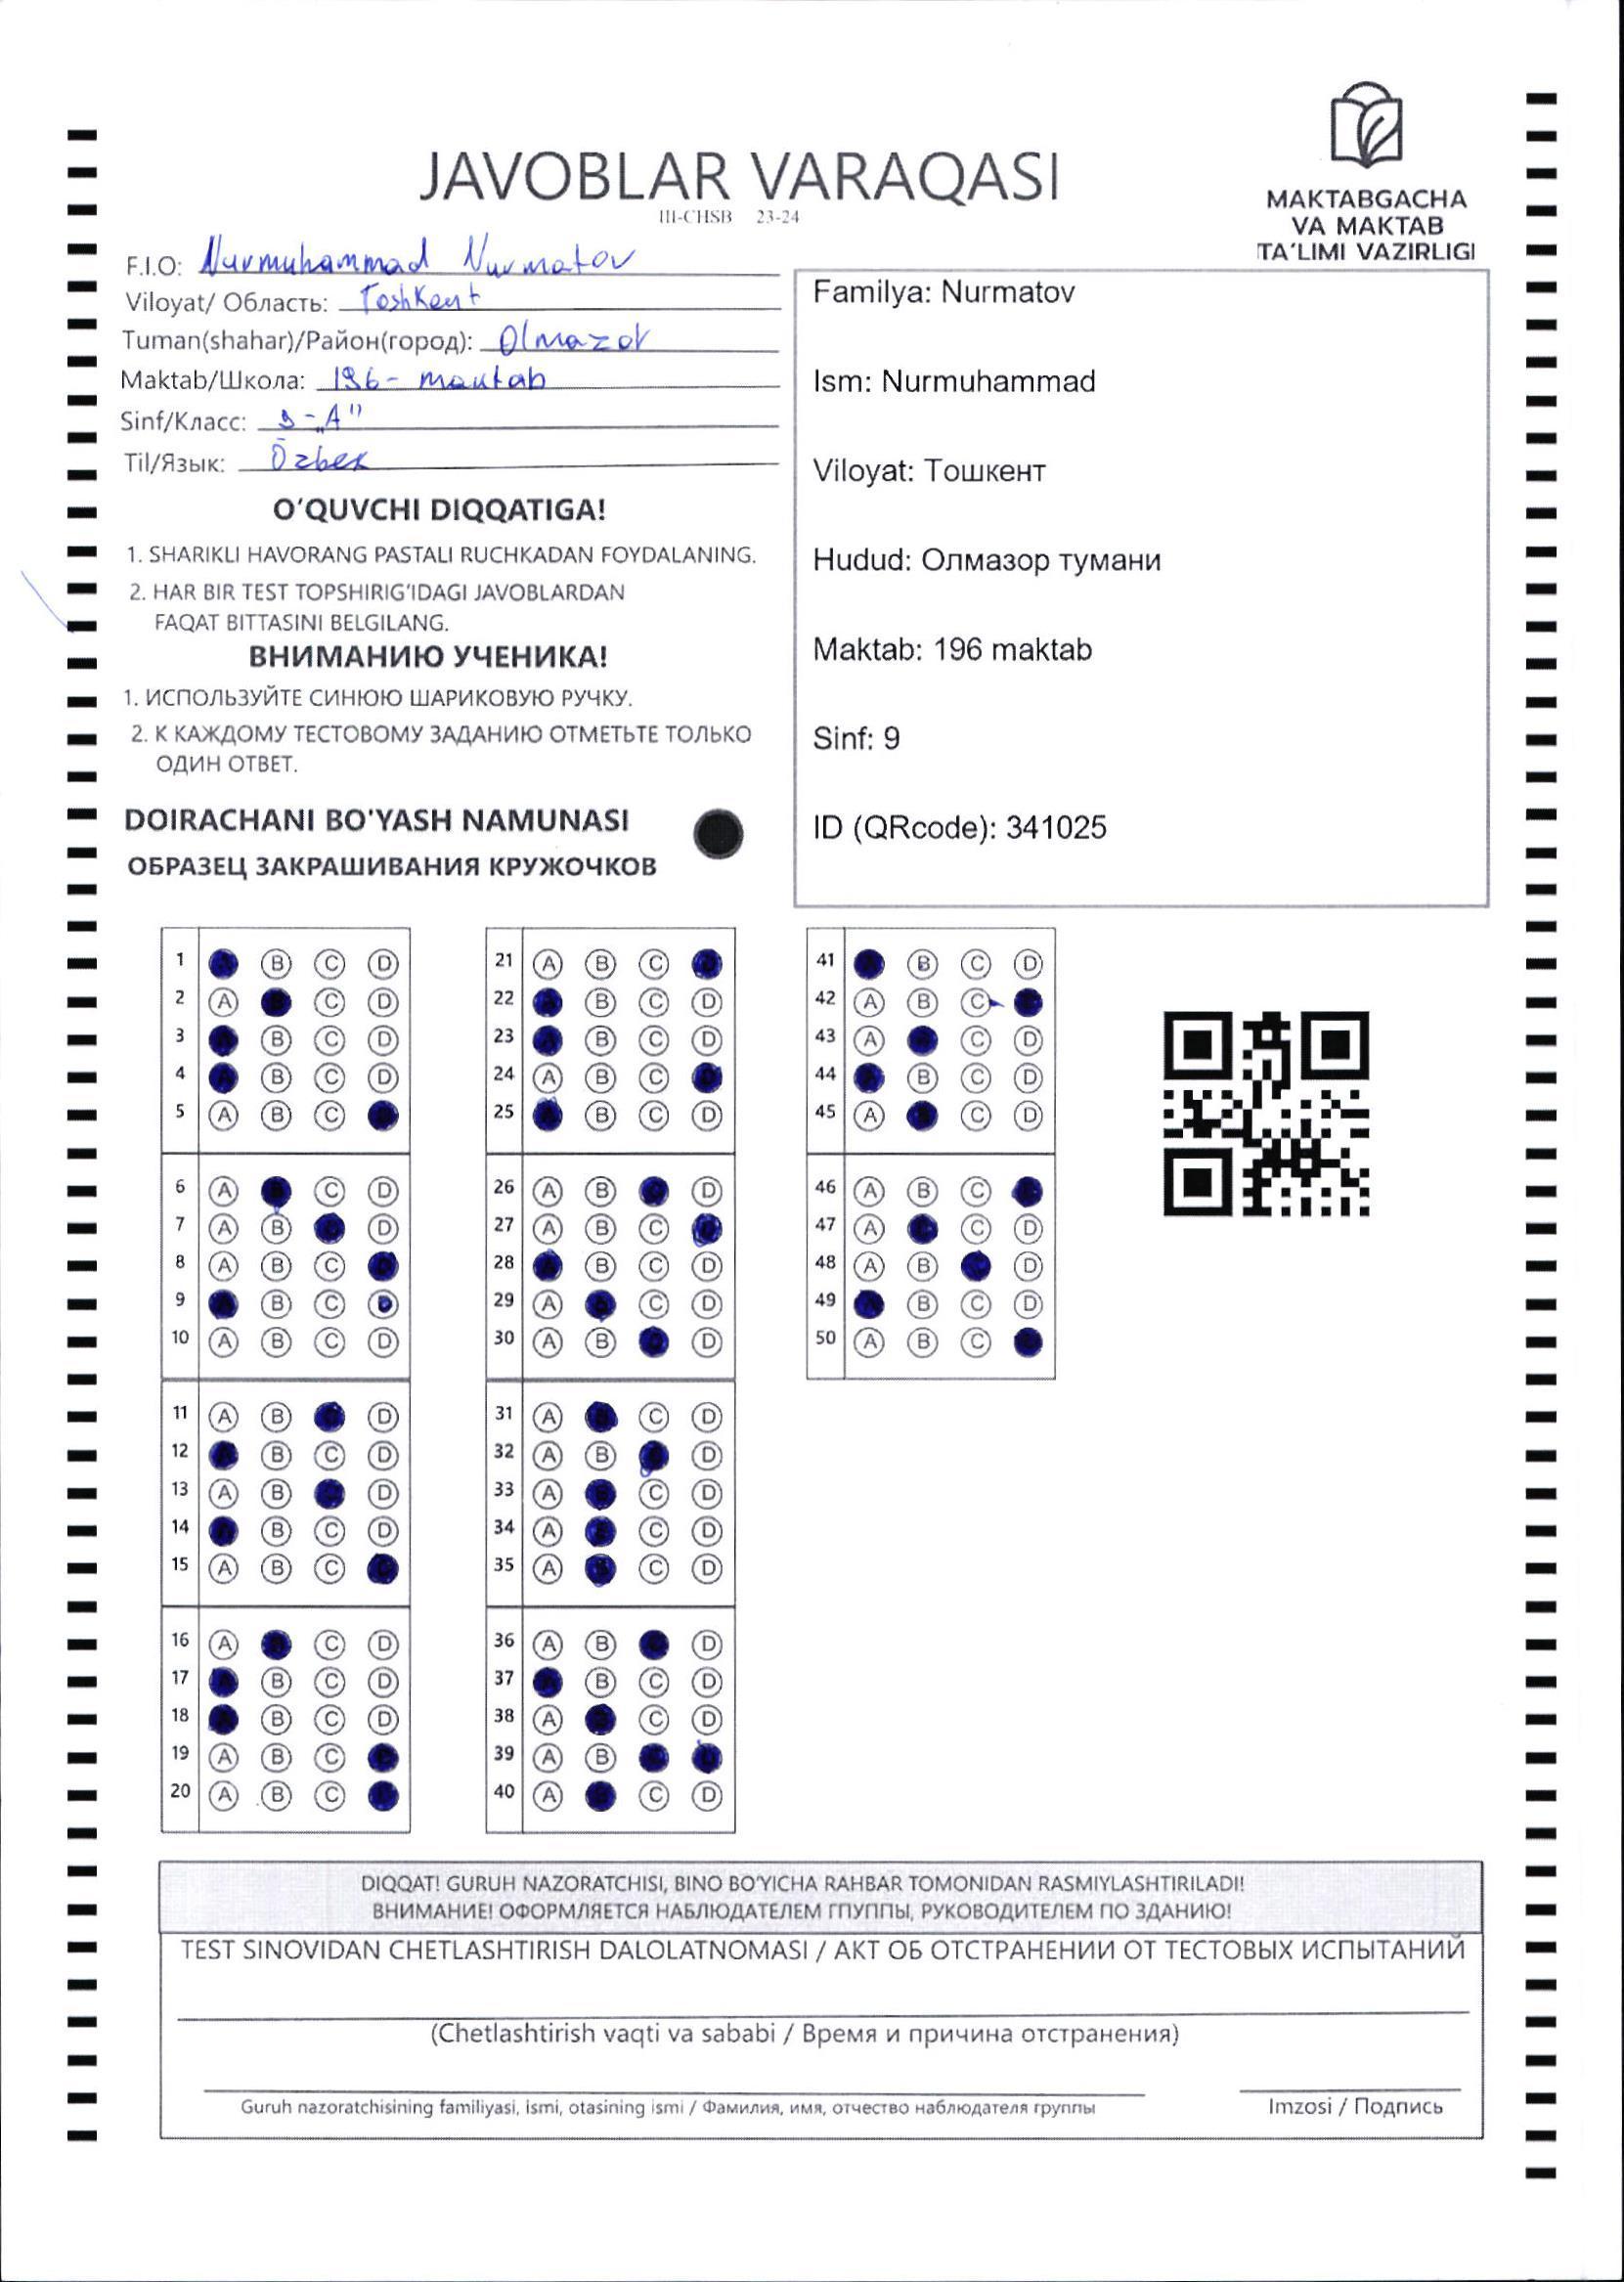 JAVOBLAR VARAQASI
III-CHSB 23-24
MAKTABGACHA
VA MAKTAB
TA'LIMI VAZIRLIGI
F.I.O: Nurmuhammad Nurmatov
Viloyat/ Область: Toshkent
Tuman(shahar)/Район(город): Olmazor
Maktab/Школа: 196- maktab
Sinf/Класс: 9-„A"
Til/Язык: Õzbek
O'QUVCHI DIQQATIGA!
1. SHARIKLI HAVORANG PASTALI RUCHKADAN FOYDALANING.
2. HAR BIR TEST TOPSHIRIG'IDAGI JAVOBLARDAN
FAQAT BITTASINI BELGILANG.
ВНИМАНИЮ УЧЕНИКА!
1. ИСПОЛЬЗУЙТЕ СИНЮЮ ШАРИКОВУЮ РУЧКУ.
2. К КАЖДОМУ ТЕСТОВОМУ ЗАДАНИЮ ОТМЕТЬТЕ ТОЛЬКО
ОДИН ОТВЕТ.
DOIRACHANI BO'YASH NAMUNASI
ОБРАЗЕЦ ЗАКРАШИВАНИЯ КРУЖОЧКОВ
Familya: Nurmatov
Ism: Nurmuhammad
Viloyat: Тошкент
Hudud: Олмазор тумани
Maktab: 196 maktab
Sinf: 9
ID (QRcode): 341025
1 A B C D
2 A B C D
3 A B C D
4 A B C D
5 A B C D
6 A B C D
7 A B C D
8 A B C D
9 A B C D
10 A B C D
11 A B C D
12 A B C D
13 A B C D
14 A B C D
15 A B C D
16 A B C D
17 A B C D
18 A B C D
19 A B C D
20 A B C D
21 A B C D
22 A B C D
23 A B C D
24 A B C D
25 A B C D
26 A B C D
27 A B C D
28 A B C D
29 A B C D
30 A B C D
31 A B C D
32 A B C D
33 A B C D
34 A B C D
35 A B C D
36 A B C D
37 A B C D
38 A B C D
39 A B C D
40 A B C D
41 A B C D
42 A B C D
43 A B C D
44 A B C D
45 A B C D
46 A B C D
47 A B C D
48 A B C D
49 A B C D
50 A B C D
DIQQAT! GURUH NAZORATCHISI, BINO BO'YICHA RAHBAR TOMONIDAN RASMIYLASHTIRILADI!
ВНИМАНИЕ! ОФОРМЛЯЕТСЯ НАБЛЮДАТЕЛЕМ ГПУППЫ, РУКОВОДИТЕЛЕМ ПО ЗДАНИЮ!
TEST SINOVIDAN CHETLASHTIRISH DALOLATNOMASI / АКТ ОБ ОТСТРАНЕНИИ ОТ ТЕСТОВЫХ ИСПЫТАНИЙ
(Chetlashtirish vaqti va sababi / Время и причина отстранения)
Guruh nazoratchisining familiyasi, ismi, otasining ismi / Фамилия, имя, отчество наблюдателя группы
Imzosi / Подпись